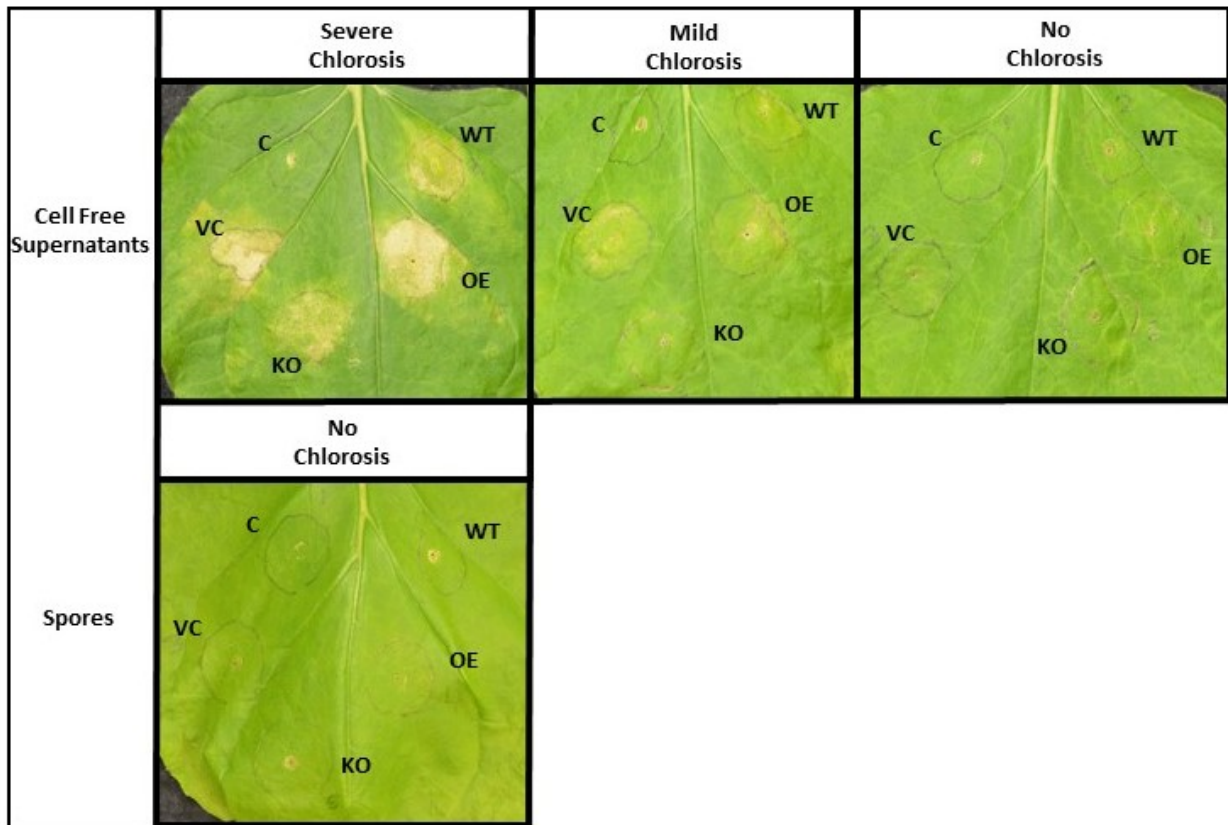 Severe
Chlorosis
Mild
Chlorosis
No
Chlorosis
Cell Free
Supernatants
C
WT
VC
OE
KO
C
WT
VC
OE
KO
C
WT
VC
OE
KO
No
Chlorosis
Spores
C
WT
VC
OE
KO